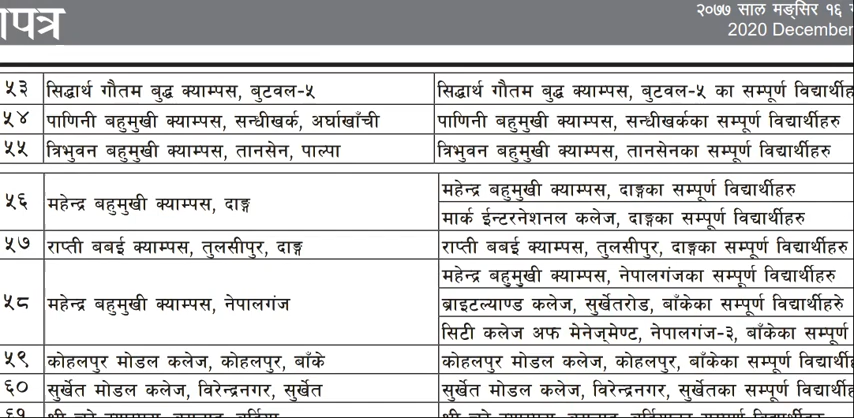 २०७७ साल मङ्सिर १६
2020 December
५३ सिद्धार्थ गौतम बुद्ध क्याम्पस, बुटवल-५ सिद्धार्थ गौतम बुद्ध क्याम्पस, बुटवल-५ का सम्पूर्ण
५४ पाणिनी बहुमुखी क्याम्पस, सन्धीखर्क, अर्घाखाँची पाणिनी बहुमुखी क्याम्पस, सन्धीखर्कका सम्पूर्ण विद्यार्थीहरु
५५ त्रिभुवन बहुमुखी क्याम्पस, तानसेन, पाल्पा त्रिभुवन बहुमुखी क्याम्पस, तानसेनका सम्पूर्ण विद्यार्थीहरु
५६ महेन्द्र बहुमुखी क्याम्पस, दाङ्ग महेन्द्र बहुमुखी क्याम्पस, दाङ्गका सम्पूर्ण विद्यार्थीहरु
मार्क ईन्टरनेशनल कलेज, दाङ्गका सम्पूर्ण विद्यार्थीहरु
५७ राप्ती बबई क्याम्पस, तुलसीपुर, दाङ्ग राप्ती बबई क्याम्पस, तुलसीपुर, दाङ्गका सम्पूर्ण विद्यार्थीहरु
५८ महेन्द्र बहुमुखी क्याम्पस, नेपालगंज महेन्द्र बहुमुखी क्याम्पस, नेपालगंजका सम्पूर्ण विद्यार्थीहरु
ब्राइटल्याण्ड कलेज, सुर्खेतरोड, बाँकेका सम्पूर्ण विद्यार्थीहरु
सिटी कलेज अफ मेनेज्मेण्ट, नेपालगंज-३, बाँकेका सम्पूर्ण
५९ कोहलपुर मोडल कलेज, कोहलपुर, बाँके कोहलपुर मोडल कलेज, कोहलपुर, बाँकेका सम्पूर्ण
६० सुर्खेत मोडल कलेज, विरेन्द्रनगर, सुर्खेत सुर्खेत मोडल कलेज, विरेन्द्रनगर, सुर्खेतका सम्पूर्ण